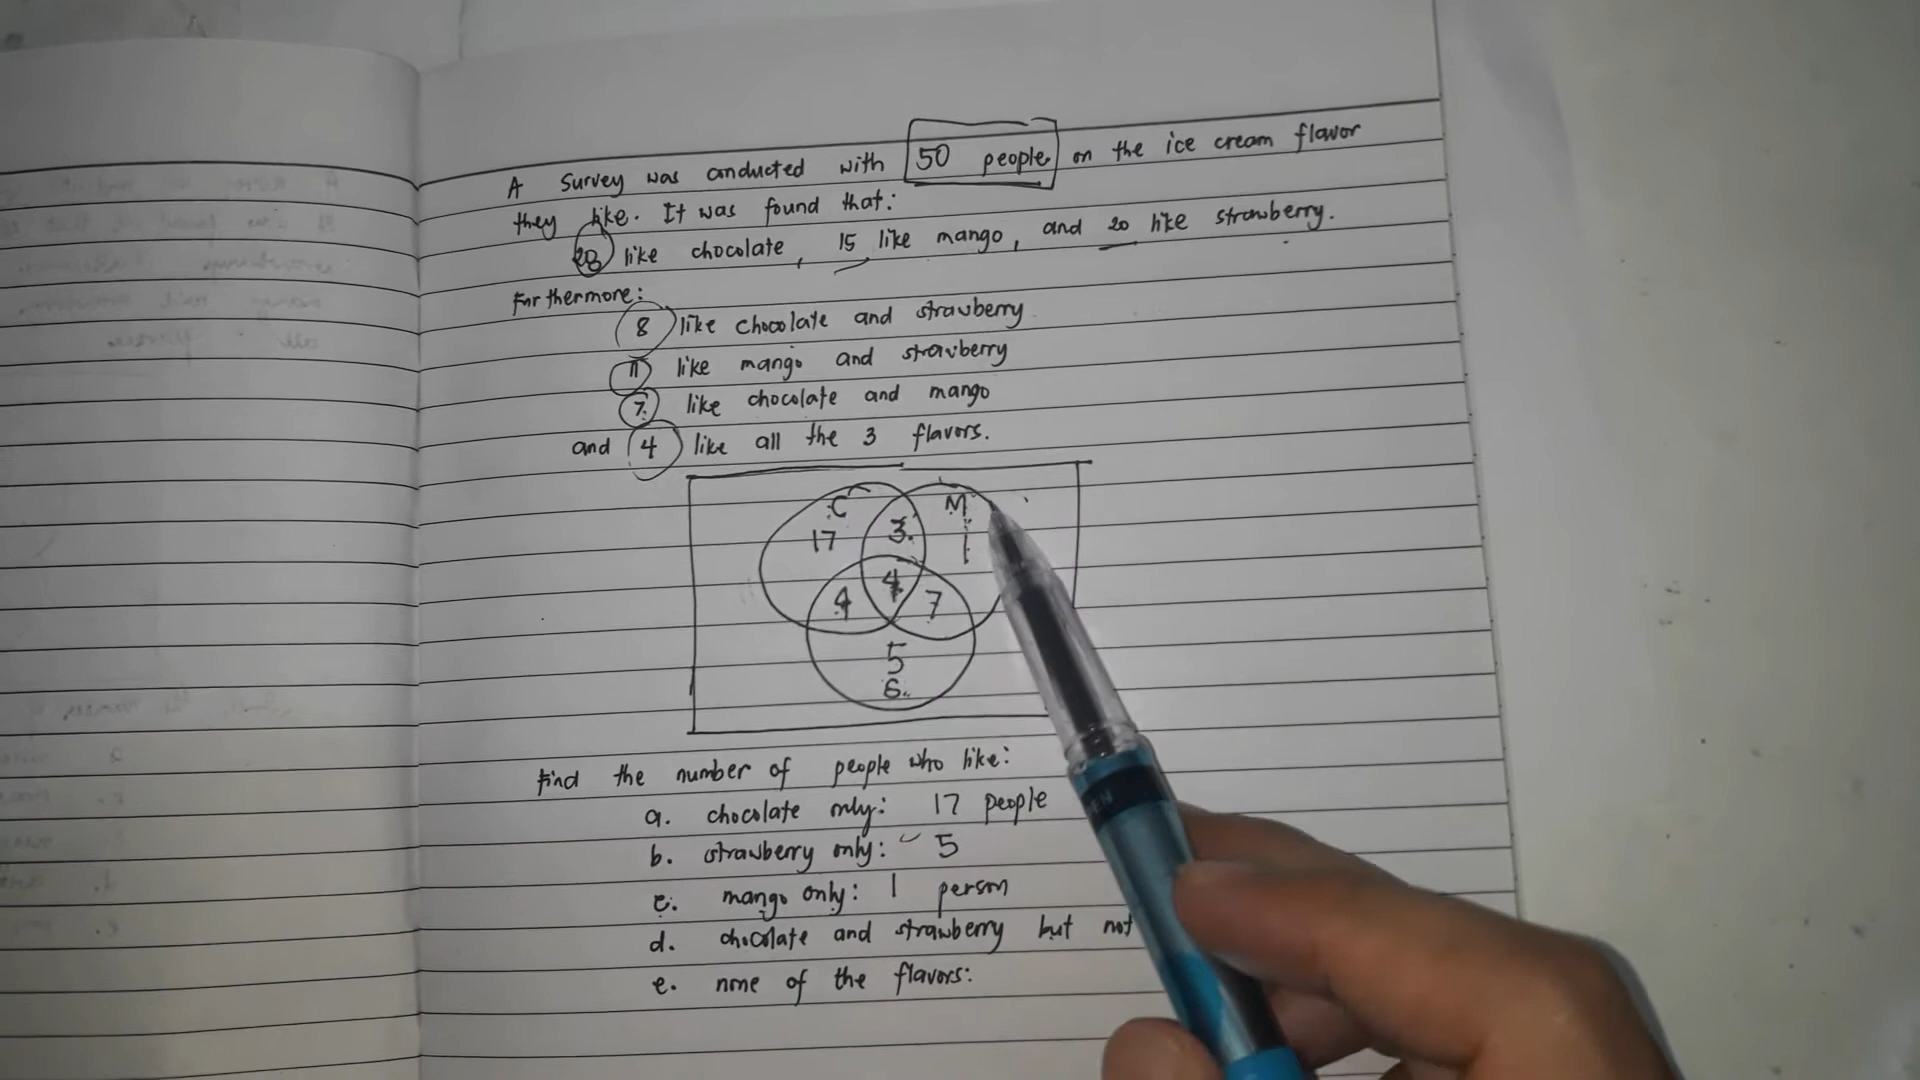 A survey was conducted with 50 people on the ice cream flavor
they like. It was found that:
28 like chocolate, 15 like mango, and 20 like strawberry.
Furthermore:
8 like chocolate and strawberry
11 like mango and strawberry
7 like chocolate and mango
and 4 like all the 3 flavors.
C M
17 3 1
4 4 7
5
S
Find the number of people who like:
a. chocolate only: 17 people
b. strawberry only: 5
c. mango only: 1 person
d. chocolate and strawberry but not
e. none of the flavors: